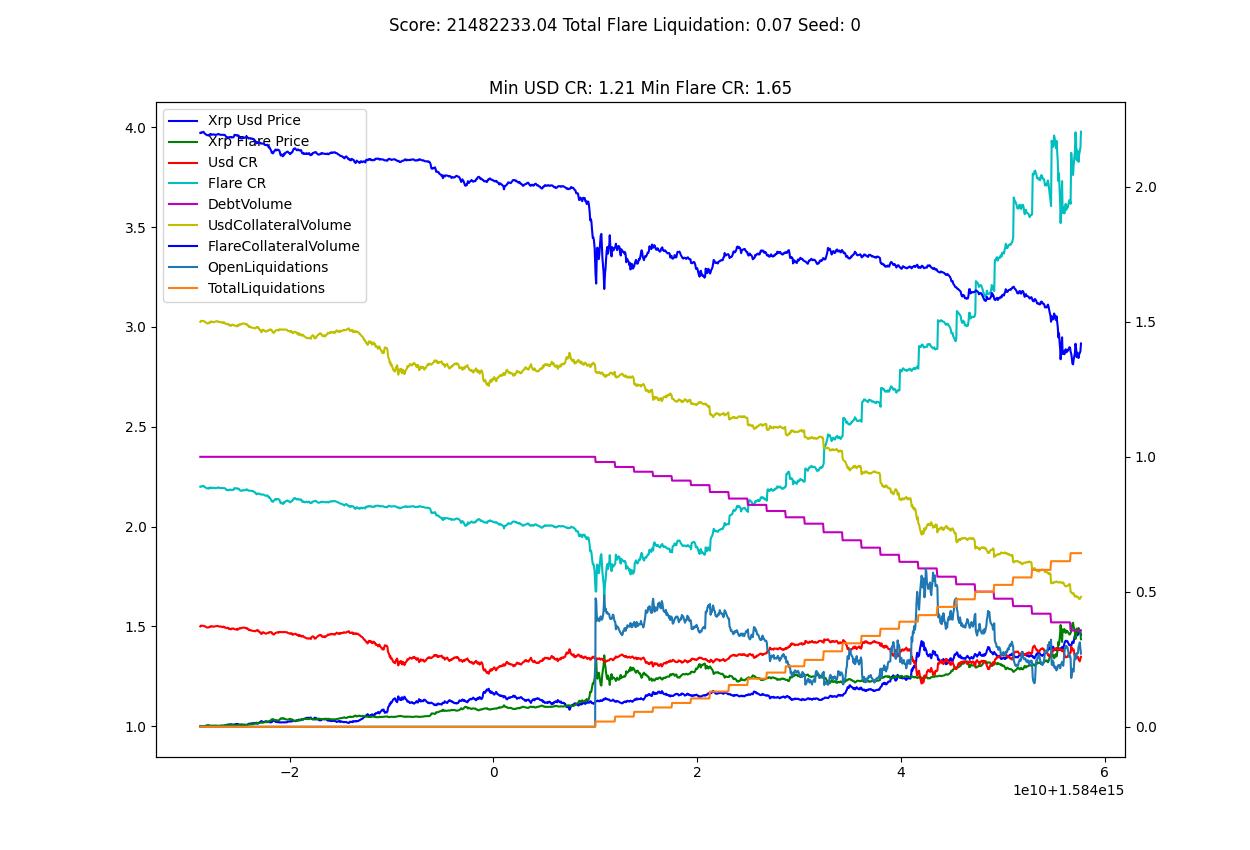 Score: 21482233.04 Total Flare Liquidation: 0.07 Seed: 0
Min USD CR: 1.21 Min Flare CR: 1.65
Xrp Usd Price
Xrp Flare Price
Usd CR
Flare CR
DebtVolume
UsdCollateralVolume
FlareCollateralVolume
OpenLiquidations
TotalLiquidations
4.0
3.5
3.0
2.5
2.0
1.5
1.0
2.0
1.5
1.0
0.5
0.0
−2
0
2
4
6
1e10+1.584e15